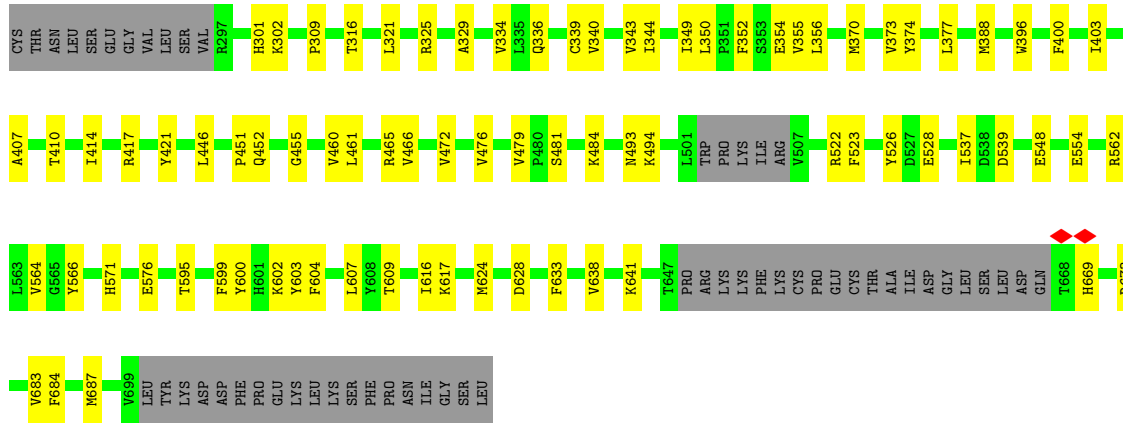 CYS THR ASN LEU SER GLU GLY VAL LEU SER VAL R297 H301 K302 P309 T316 L321 R325 A329 V334 L335 Q336 C339 V340 V343 I344 I349 L350 P351 F352 S353 E354 V355 L356 M370 V373 Y374 L377 M388 W396 F400 I403
A407 T410 I414 R417 Y421 L446 P451 Q452 G455 V460 L461 R465 V466 V472 V476 V479 P480 S481 K484 N493 K494 L501 TRP PRO LYS ILE ARG V507 R522 F523 Y526 D527 E528 I537 D538 D539 E548 E554 R562
L563 V564 G565 Y566 H571 E576 T595 F599 Y600 H601 K602 Y603 F604 L607 Y608 T609 I616 K617 M624 D628 F633 V638 K641 T647 PRO ARG LYS LYS PHE LYS CYS PRO GLU CYS THR ALA ILE ASP GLY LEU SER LEU ASP GLN T668 H669
V683 F684 M687 V699 LEU TYR LYS ASP ASP PHE PRO GLU LYS LEU LYS SER PHE PRO ASN ILE GLY SER LEU